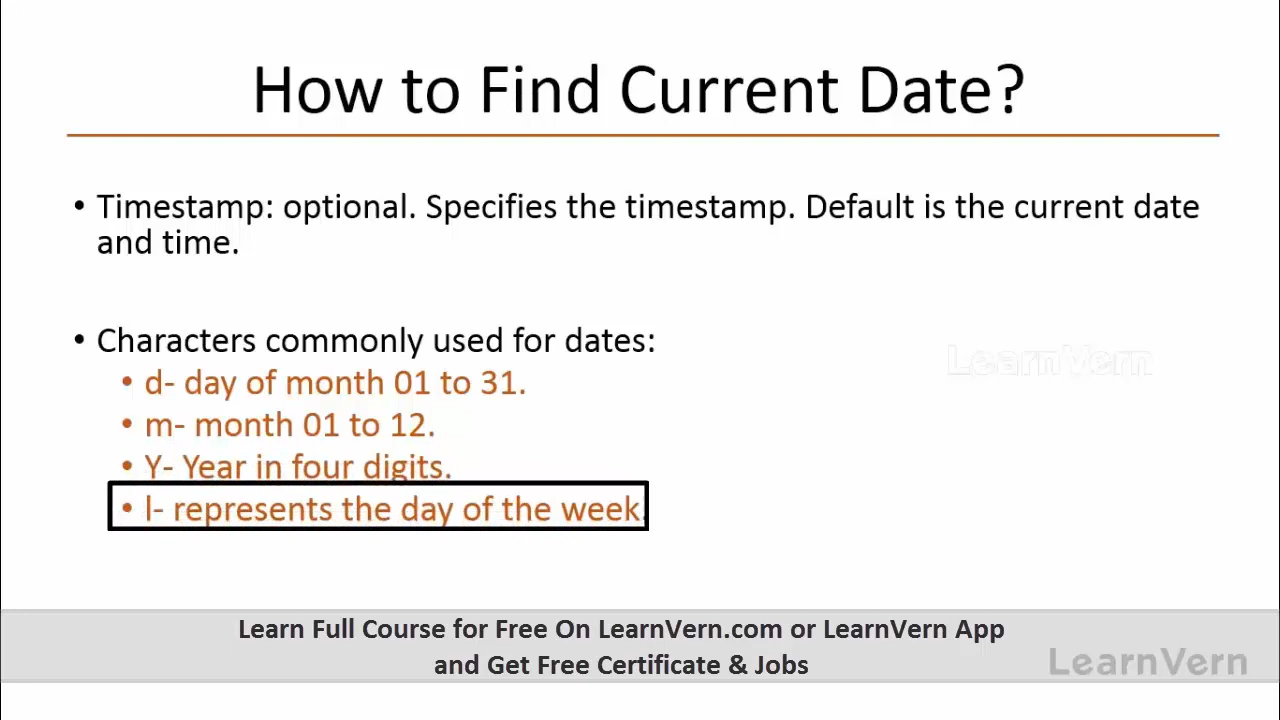 How to Find Current Date?
• Timestamp: optional. Specifies the timestamp. Default is the current date
and time.
• Characters commonly used for dates:
LearnVern
• d- day of month 01 to 31.
• m- month 01 to 12.
• Y- Year in four digits.
• l- represents the day of the week.
Learn Full Course for Free On LearnVern.com or LearnVern App
and Get Free Certificate & Jobs
LearnVern